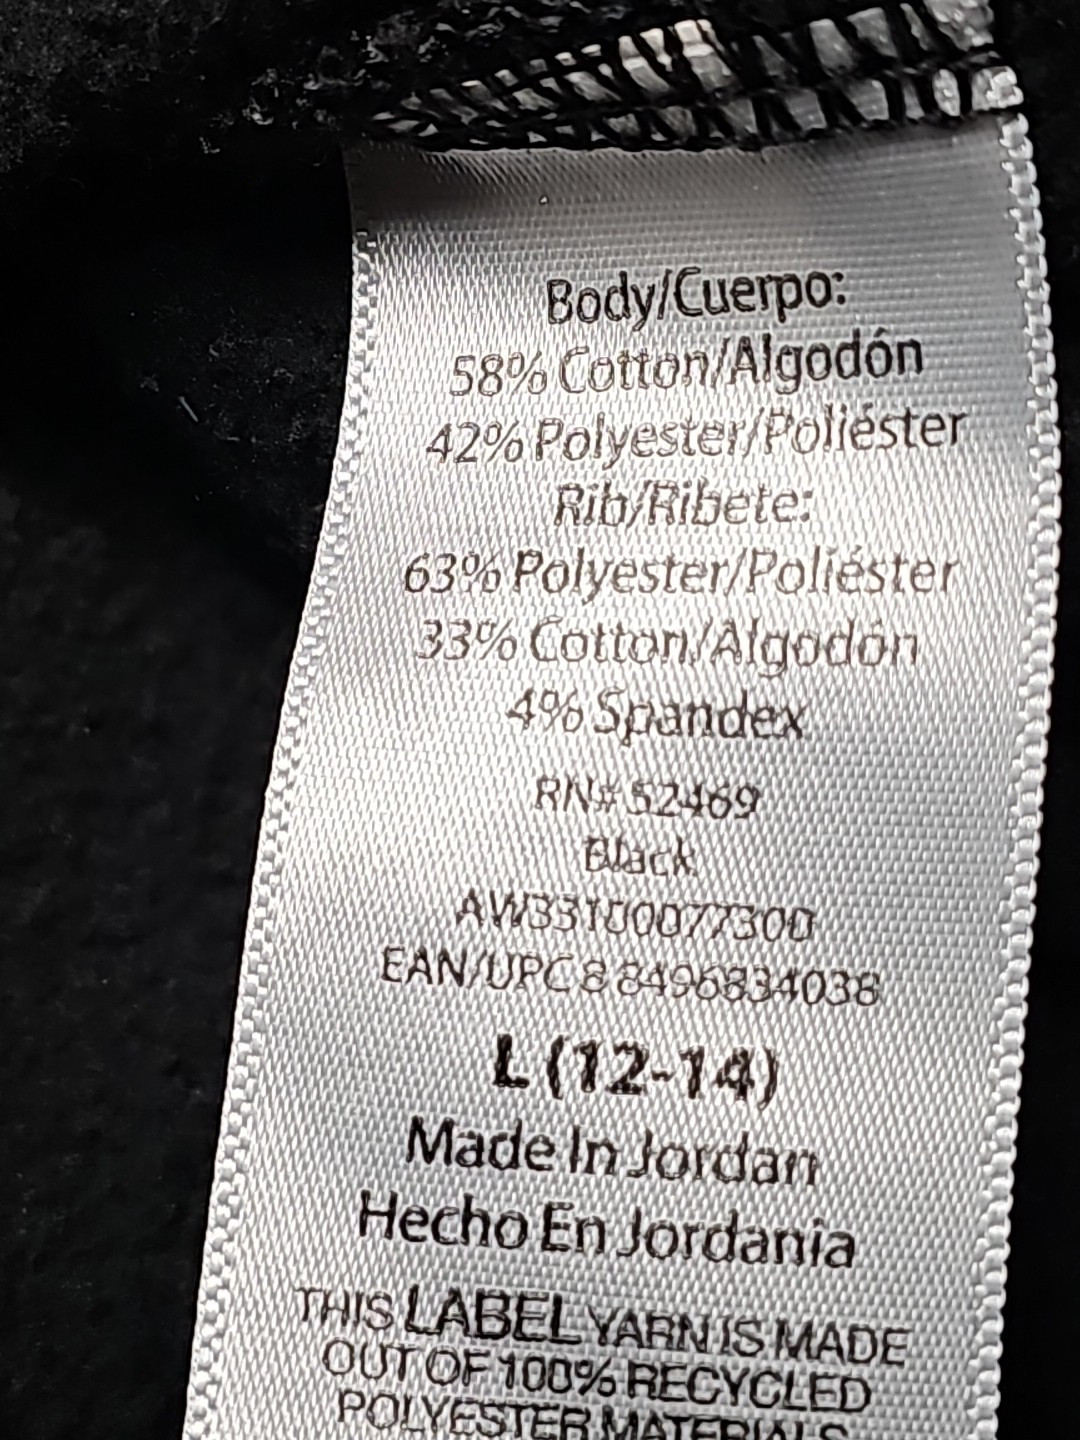 Body/Cuerpo:
58% Cotton/Algodón
42% Polyester/Poliéster
Rib/Ribete:
63% Polyester/Poliéster
33% Cotton/Algodón
4% Spandex
RN# 52469
Black
AW33100077300
EAN/UPC 8 8496834038
L (12-14)
Made In Jordan
Hecho En Jordania
THIS LABEL YARN IS MADE
OUT OF 100% RECYCLED
POLYESTER MATERIALS